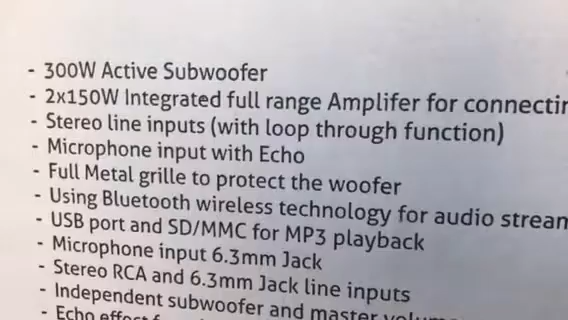 - 300W Active Subwoofer
- 2x150W Integrated full range Amplifer for
- Stereo line inputs (with loop through function)
- Microphone input with Echo
- Full Metal grille to protect the woofer
- Using Bluetooth wireless technology for audio
- USB port and SD/MMC for MP3 playback
- Microphone input 6.3mm Jack
- Stereo RCA and 6.3mm Jack line inputs
- Independent subwoofer and master
- Echo effect